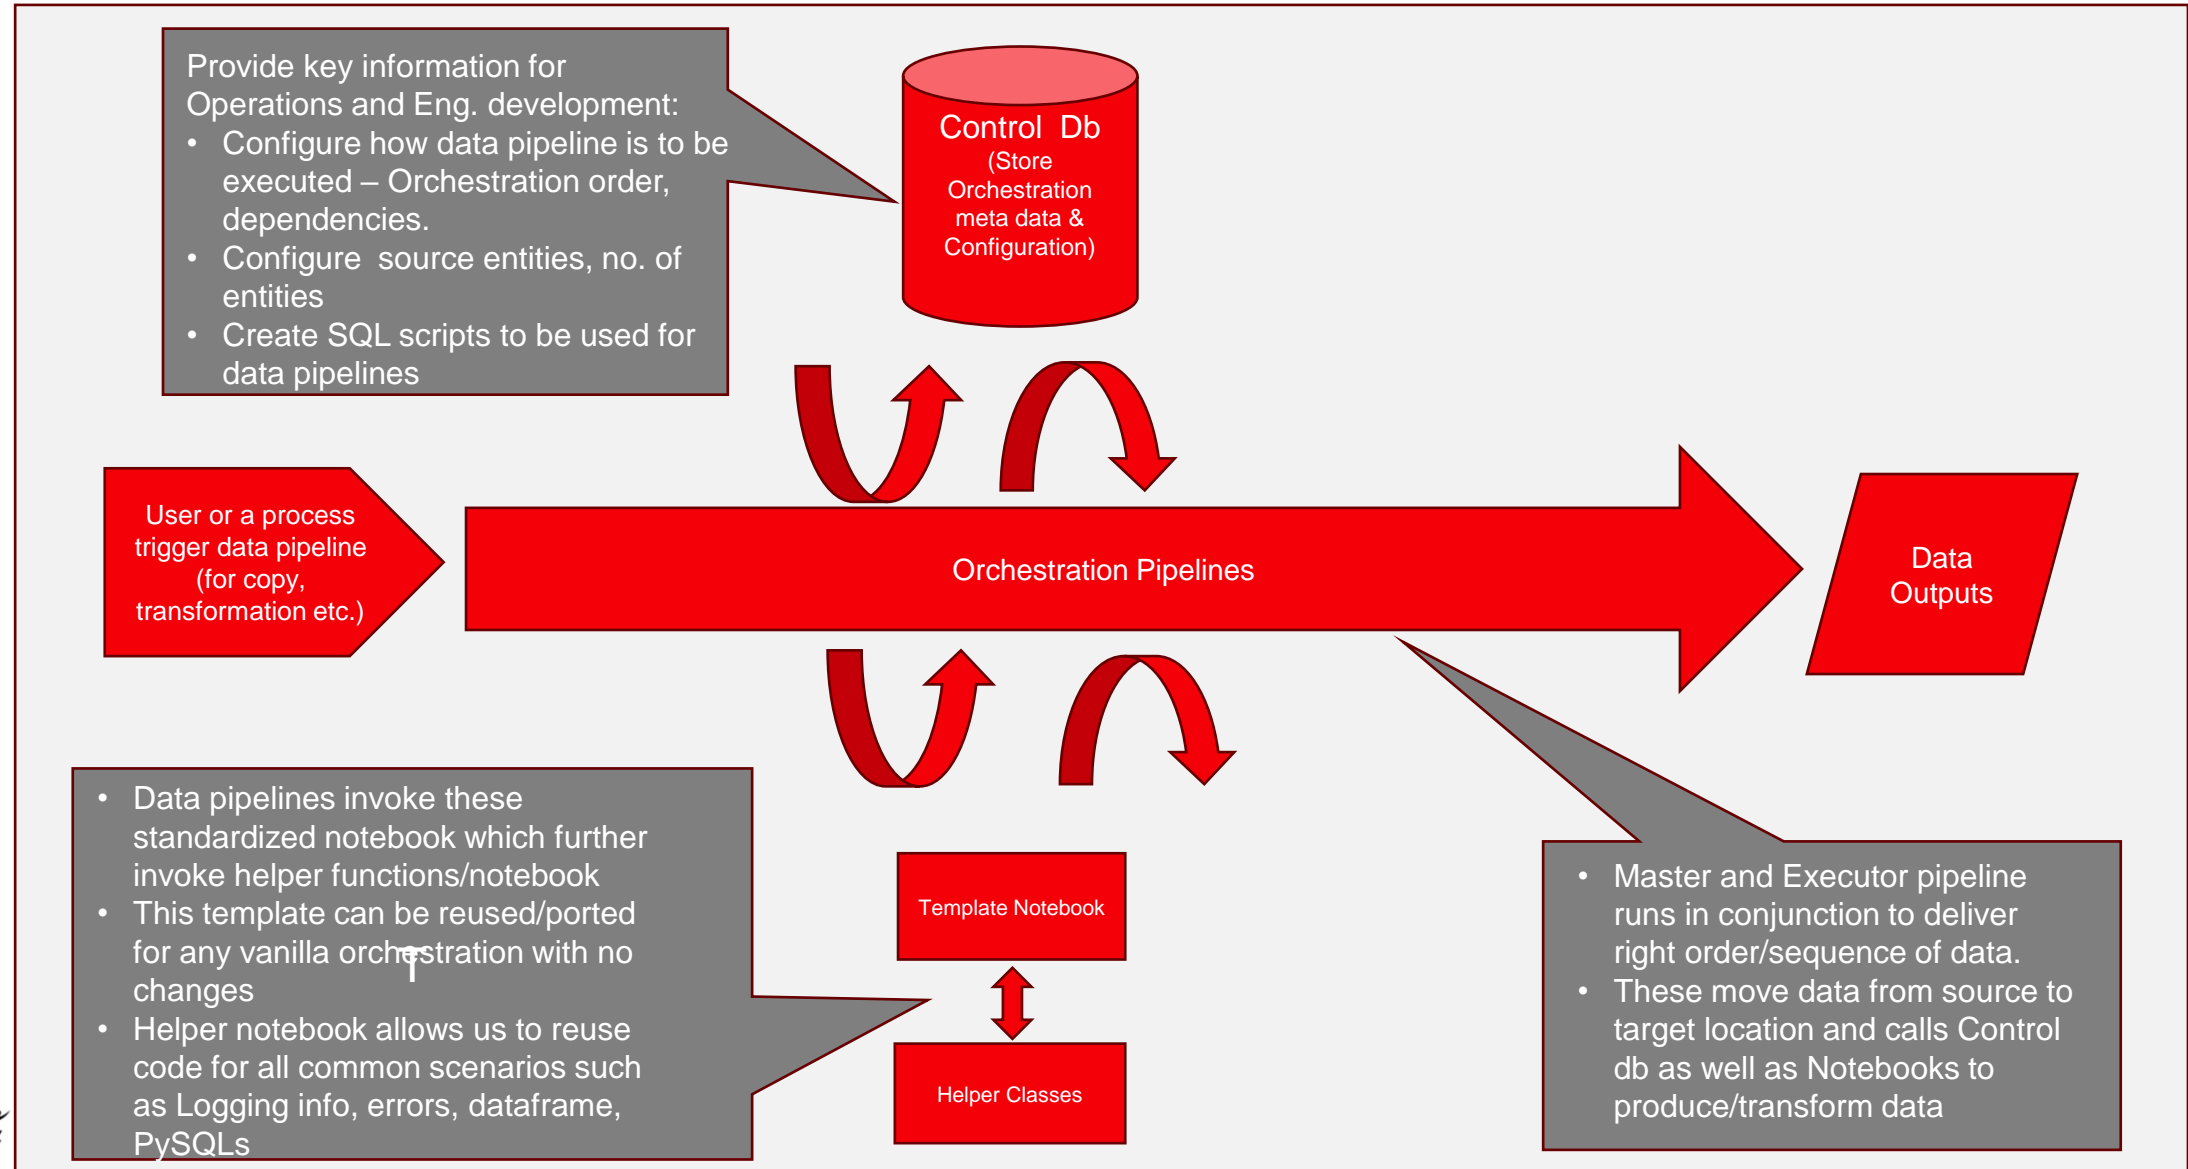 Provide key information for
Operations and Eng. development:
• Configure how data pipeline is to be
executed – Orchestration order,
dependencies.
• Configure source entities, no. of
entities
• Create SQL scripts to be used for
data pipelines
Control Db
(Store
Orchestration
meta data &
Configuration)
User or a process
trigger data pipeline
(for copy,
transformation etc.)
Orchestration Pipelines
Data
Outputs
• Data pipelines invoke these
standardized notebook which further
invoke helper functions/notebook
• This template can be reused/ported
for any vanilla orchestration with no
changes
• Helper notebook allows us to reuse
code for all common scenarios such
as Logging info, errors, dataframe,
PySQLs
T
Template Notebook
Helper Classes
• Master and Executor pipeline
runs in conjunction to deliver
right order/sequence of data.
• These move data from source to
target location and calls Control
db as well as Notebooks to
produce/transform data